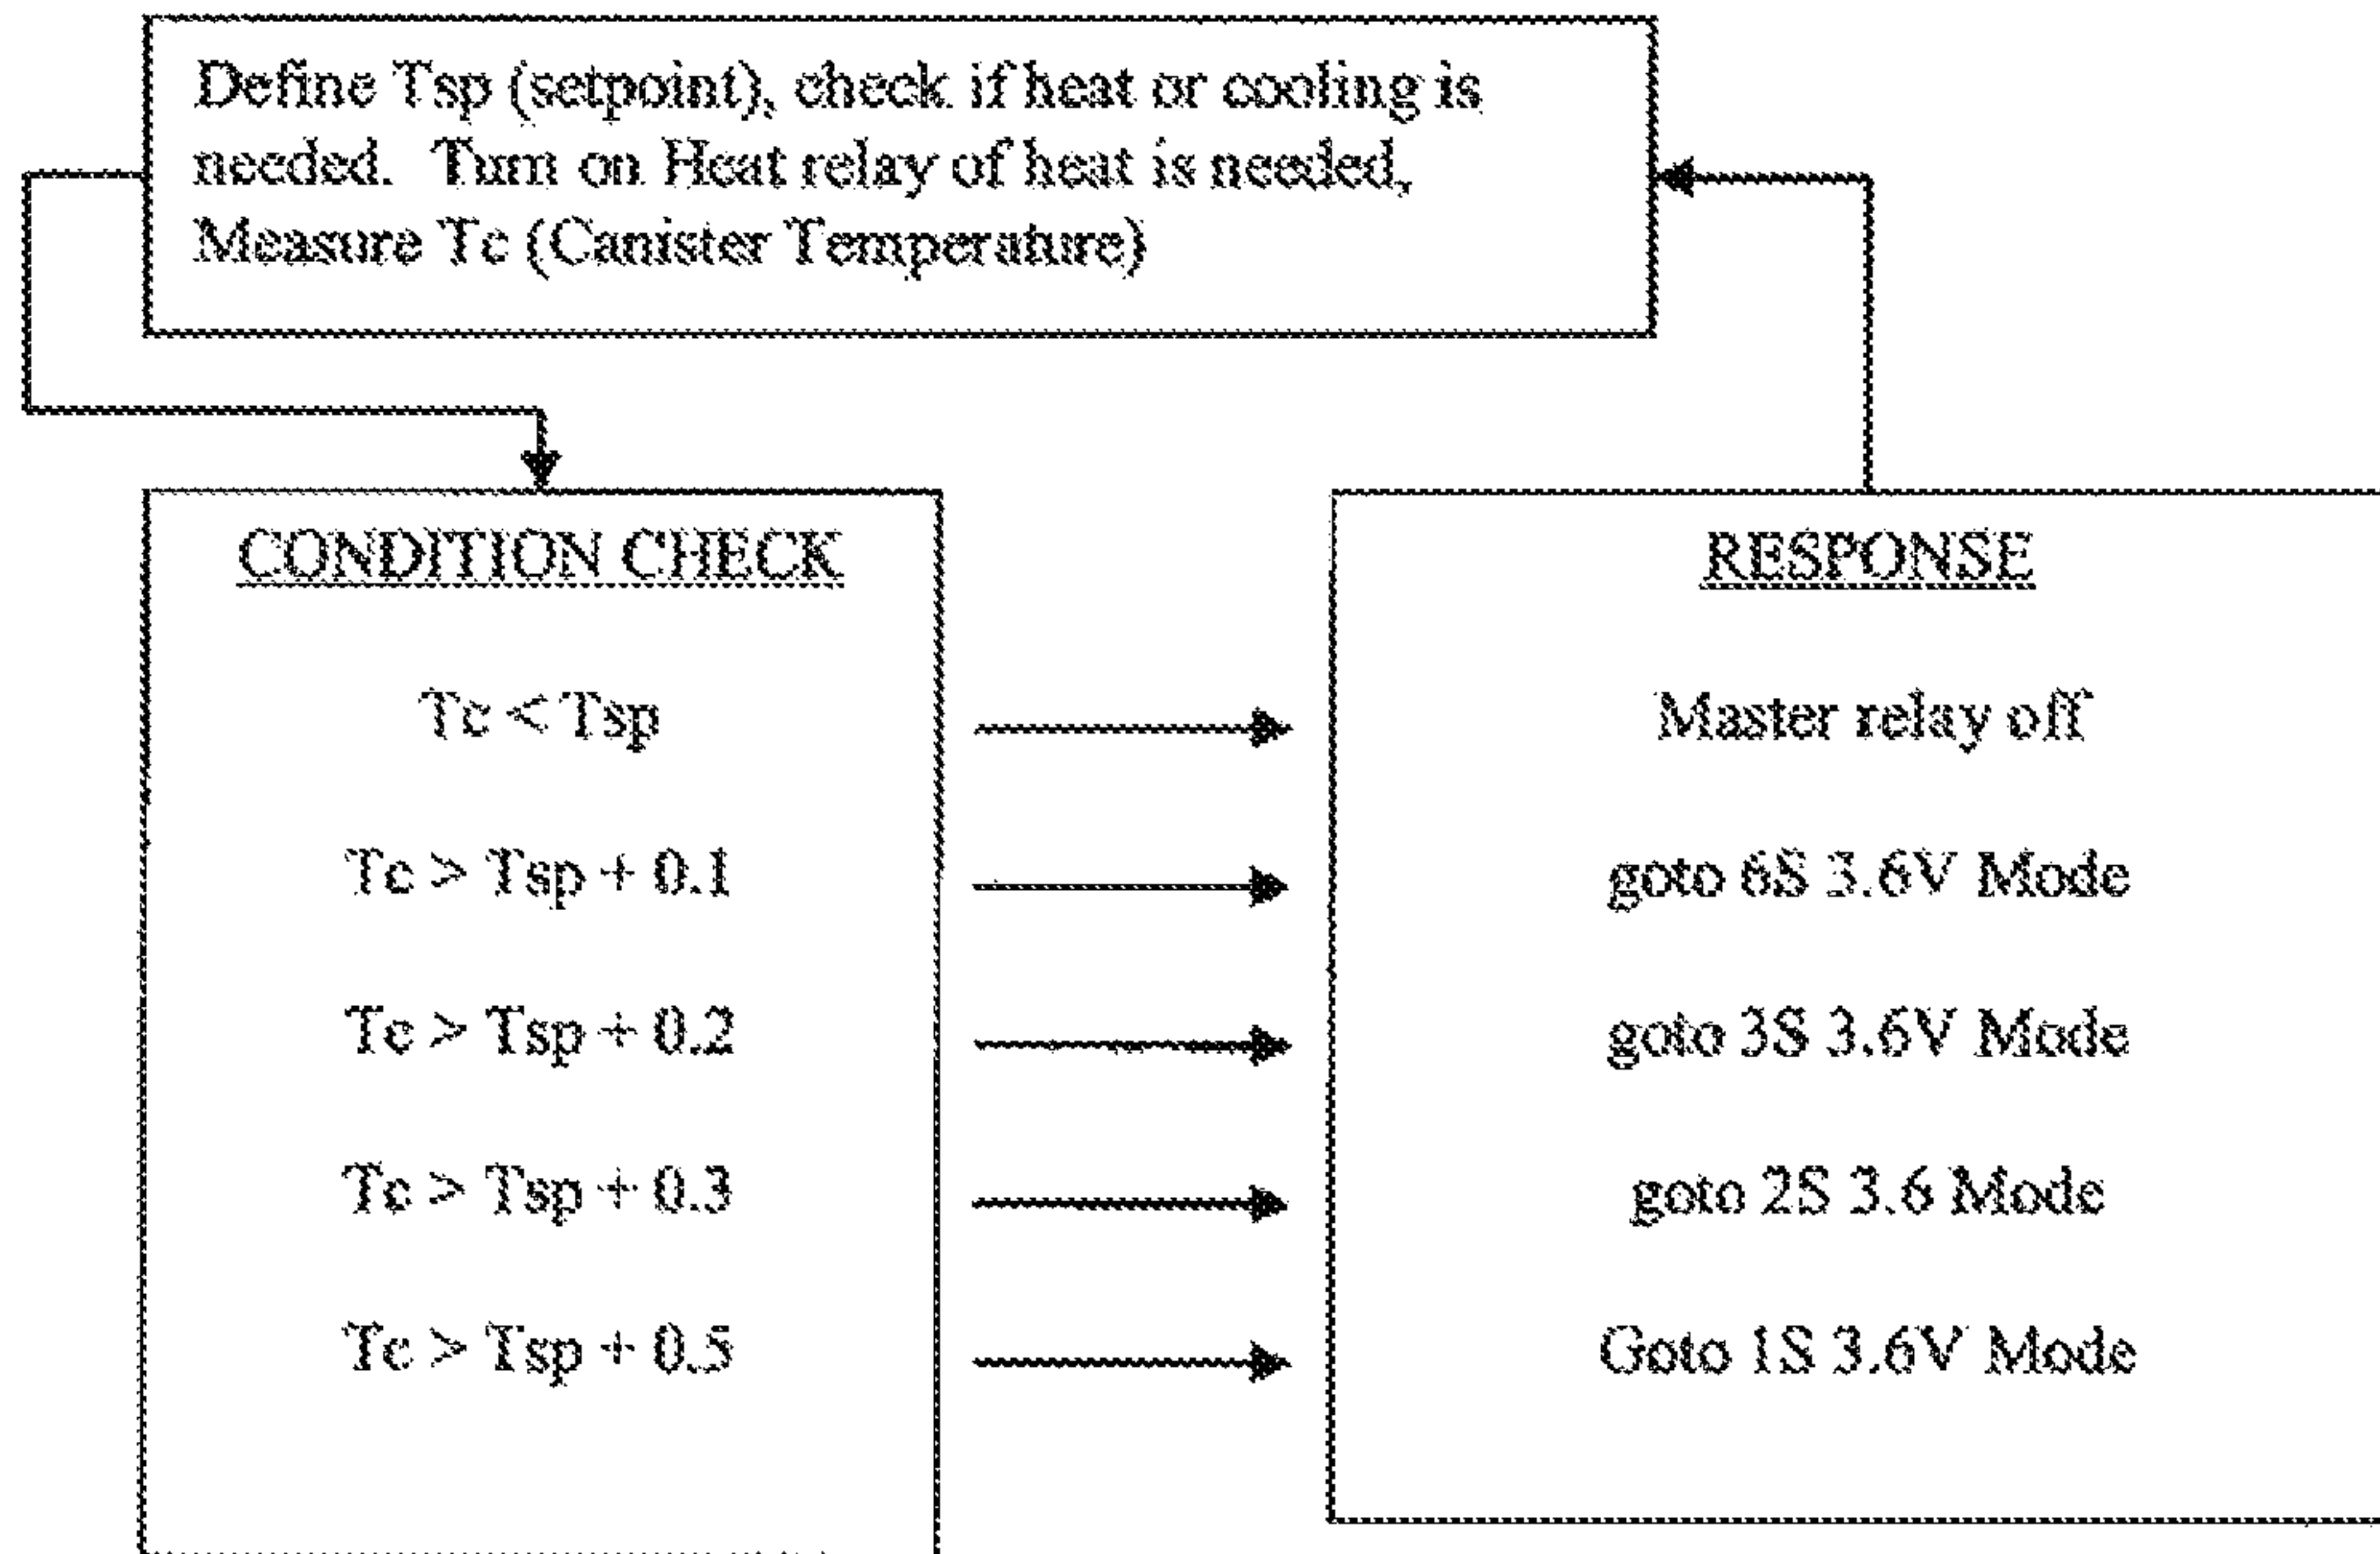 Define Tsp (setpoint), check if heat or cooling is
needed. Turn on Heat relay of heat is needed,
Measure Tc (Canister Temperature)
CONDITION CHECK
Tc < Tsp
Tc > Tsp + 0.1
Tc > Tsp + 0.2
Tc > Tsp + 0.3
Tc > Tsp + 0.5
RESPONSE
Master relay off
goto 6S 3.6V Mode
goto 3S 3.6V Mode
goto 2S 3.6 Mode
Goto 1S 3.6V Mode